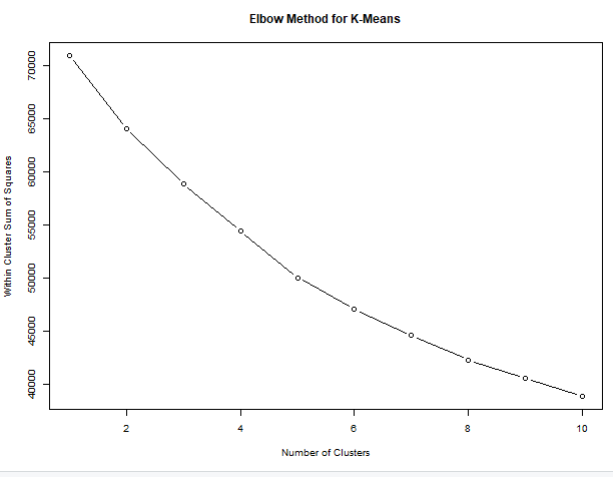 Elbow Method for K-Means
70000
65000
60000
55000
50000
45000
40000
Within Cluster Sum of Squares
2 4 6 8 10
Number of Clusters